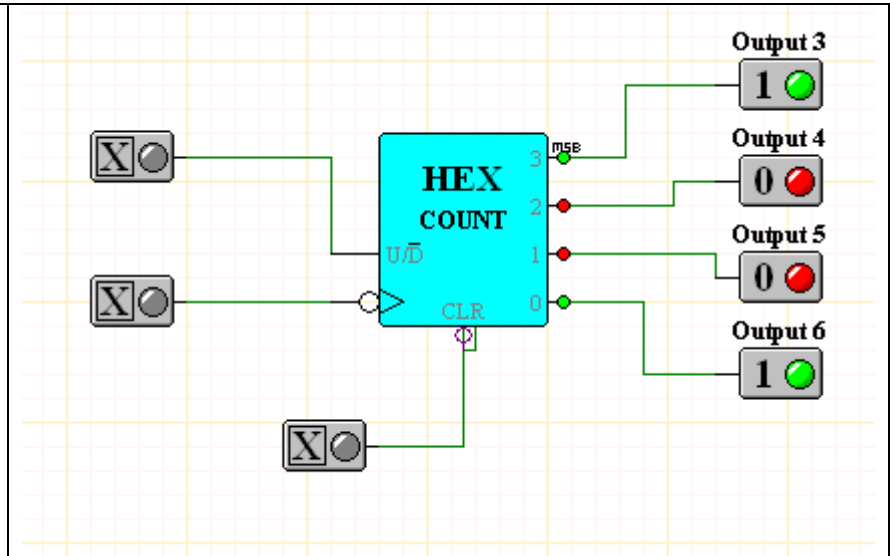 Output 3
1
Output 4
0
Output 5
0
Output 6
1
X
X
X
HEX
COUNT
U/D̅
CLR
3
2
1
0
MSB